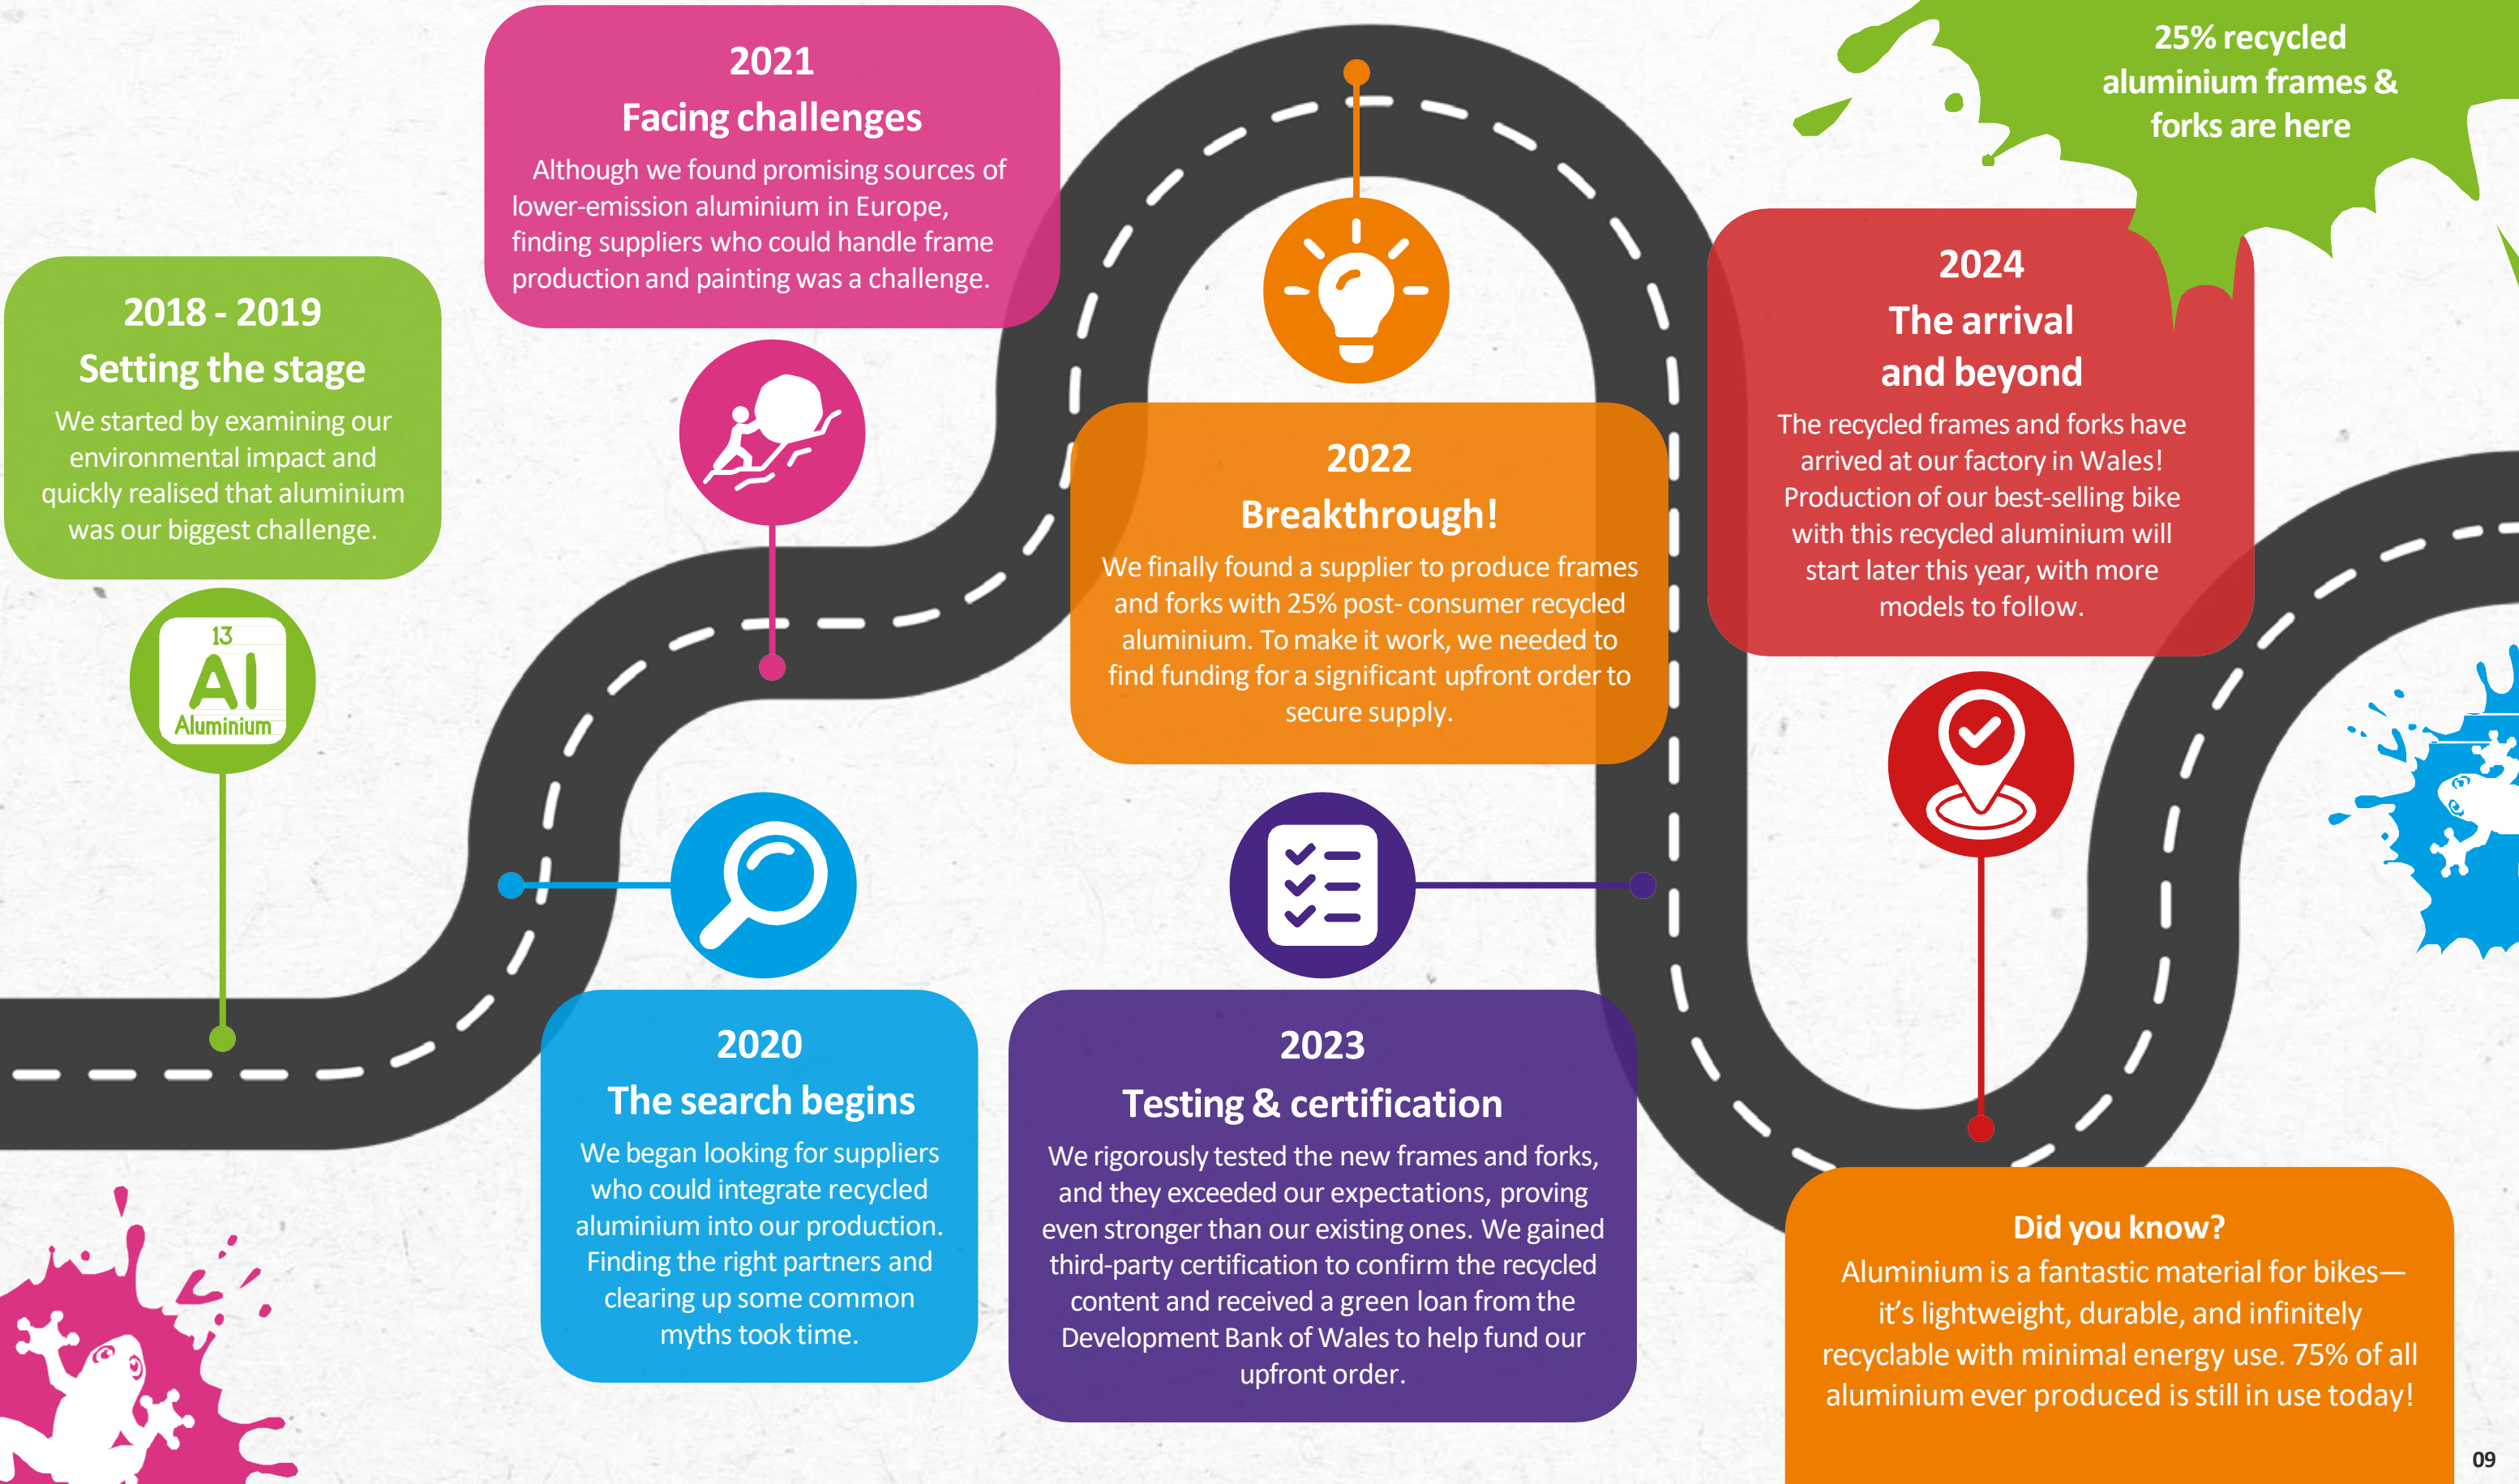 2018 - 2019
Setting the stage
We started by examining our
environmental impact and
quickly realised that aluminium
was our biggest challenge.
13
Al
Aluminium
2020
The search begins
We began looking for suppliers
who could integrate recycled
aluminium into our production.
Finding the right partners and
clearing up some common
myths took time.
2021
Facing challenges
Although we found promising sources of
lower-emission aluminium in Europe,
finding suppliers who could handle frame
production and painting was a challenge.
2022
Breakthrough!
We finally found a supplier to produce frames
and forks with 25% post- consumer recycled
aluminium. To make it work, we needed to
find funding for a significant upfront order to
secure supply.
2023
Testing & certification
We rigorously tested the new frames and forks,
and they exceeded our expectations, proving
even stronger than our existing ones. We gained
third-party certification to confirm the recycled
content and received a green loan from the
Development Bank of Wales to help fund our
upfront order.
25% recycled
aluminium frames &
forks are here
2024
The arrival
and beyond
The recycled frames and forks have
arrived at our factory in Wales!
Production of our best-selling bike
with this recycled aluminium will
start later this year, with more
models to follow.
Did you know?
Aluminium is a fantastic material for bikes—
it's lightweight, durable, and infinitely
recyclable with minimal energy use. 75% of all
aluminium ever produced is still in use today!
09